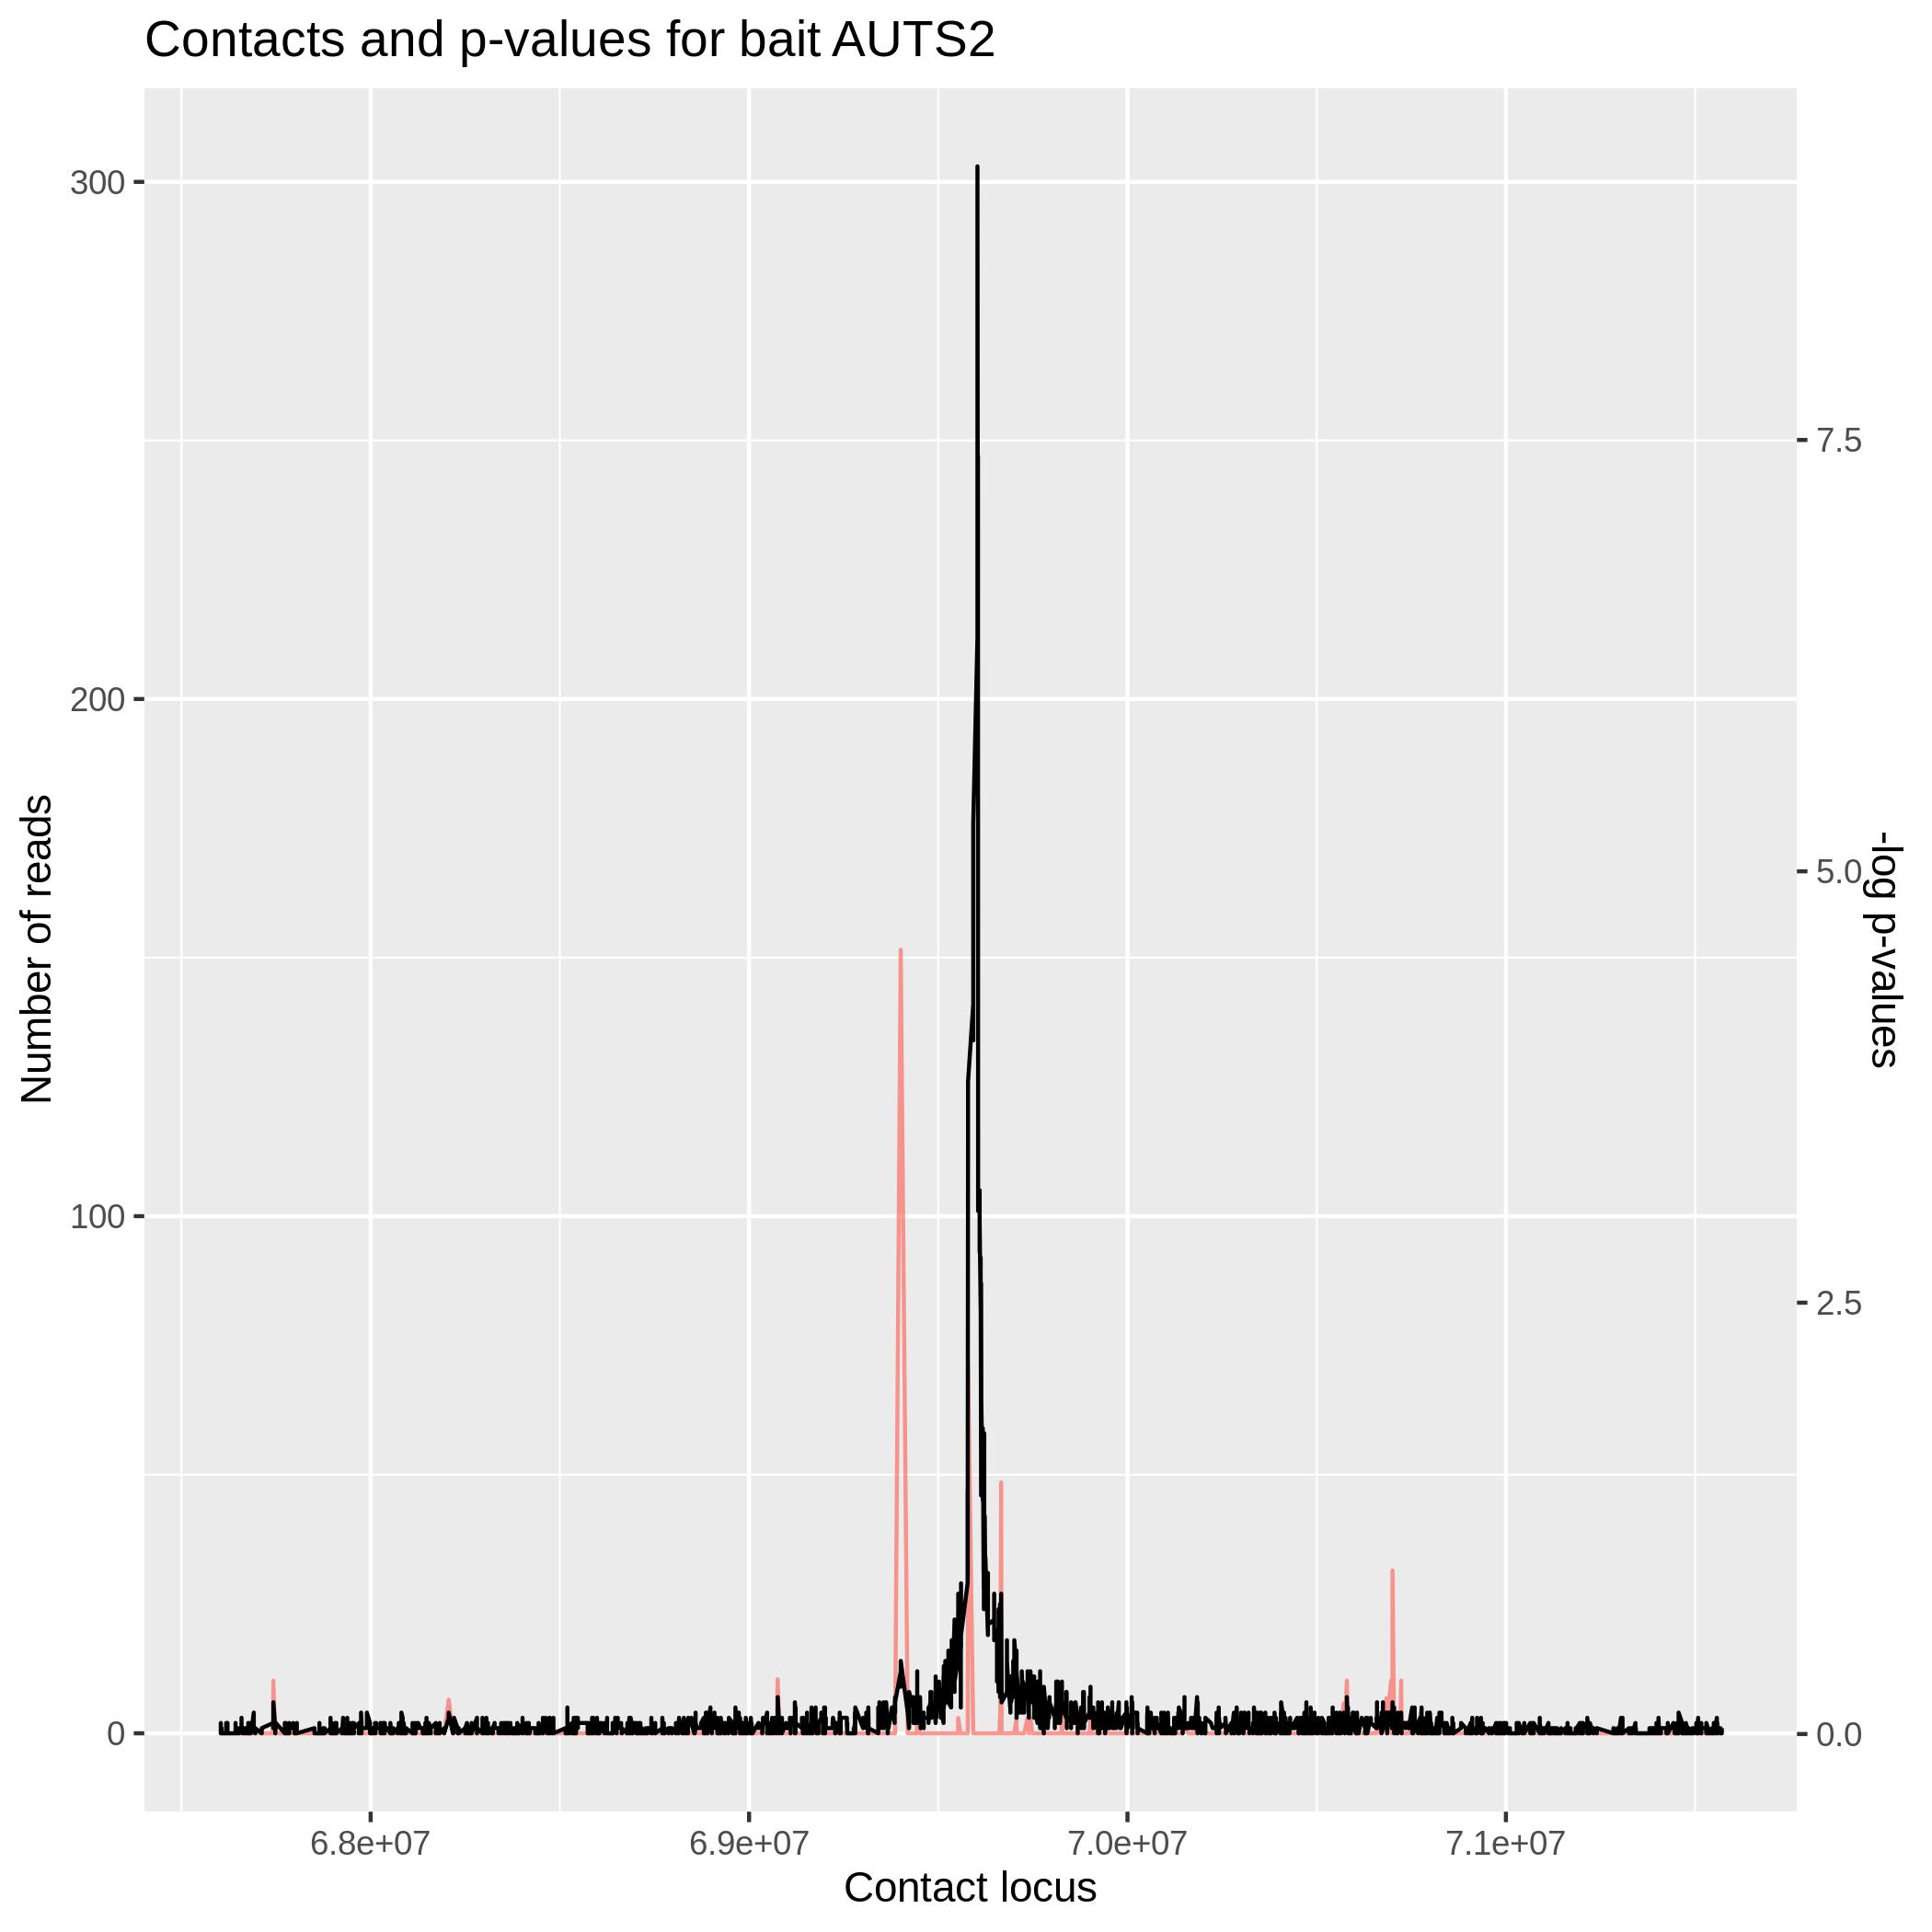 Contacts and p-values for bait AUTS2
300
200
100
0
7.5
5.0
2.5
0.0
Number of reads
-log p-values
6.8e+07 6.9e+07 7.0e+07 7.1e+07
Contact locus